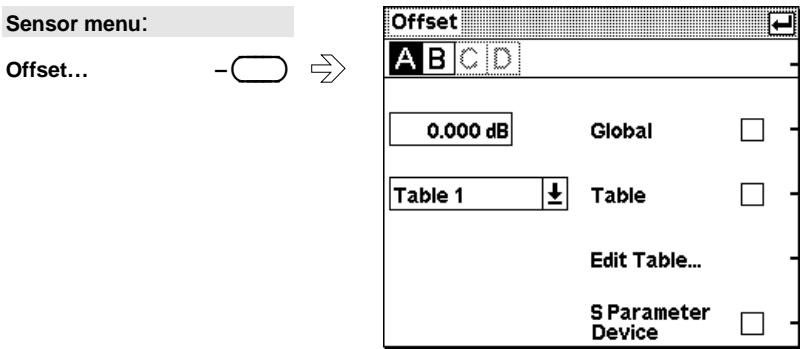 Sensor menu:
Offset...
Offset
A B C D
0.000 dB Global
Table 1 Table
Edit Table...
S Parameter
Device